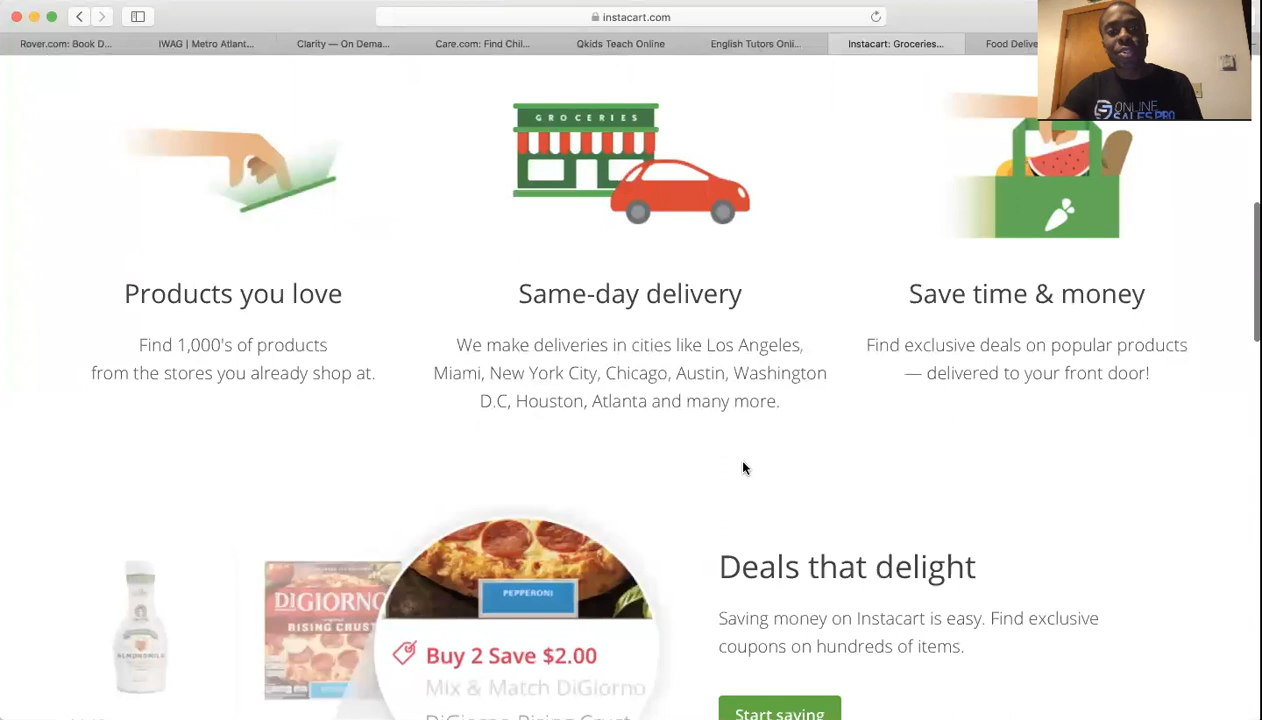 instacart.com
Rover.com: Book D...
IWAG | Metro Atlant...
Clarity — On Dema...
Care.com: Find Chil...
Qkids Teach Online
English Tutors Onli...
Instacart: Groceries...
Food Delive
ONLINE
SALES PRO
GROCERIES
Products you love
Find 1,000's of products
from the stores you already shop at.
Same-day delivery
We make deliveries in cities like Los Angeles,
Miami, New York City, Chicago, Austin, Washington
D.C, Houston, Atlanta and many more.
Save time & money
Find exclusive deals on popular products
— delivered to your front door!
ALMONDMILK
DIGIORNO
RISING CRUST
PEPPERONI
Buy 2 Save $2.00
Mix & Match DiGiorno
DiGiorno Rising Crust
Deals that delight
Saving money on Instacart is easy. Find exclusive
coupons on hundreds of items.
Start saving